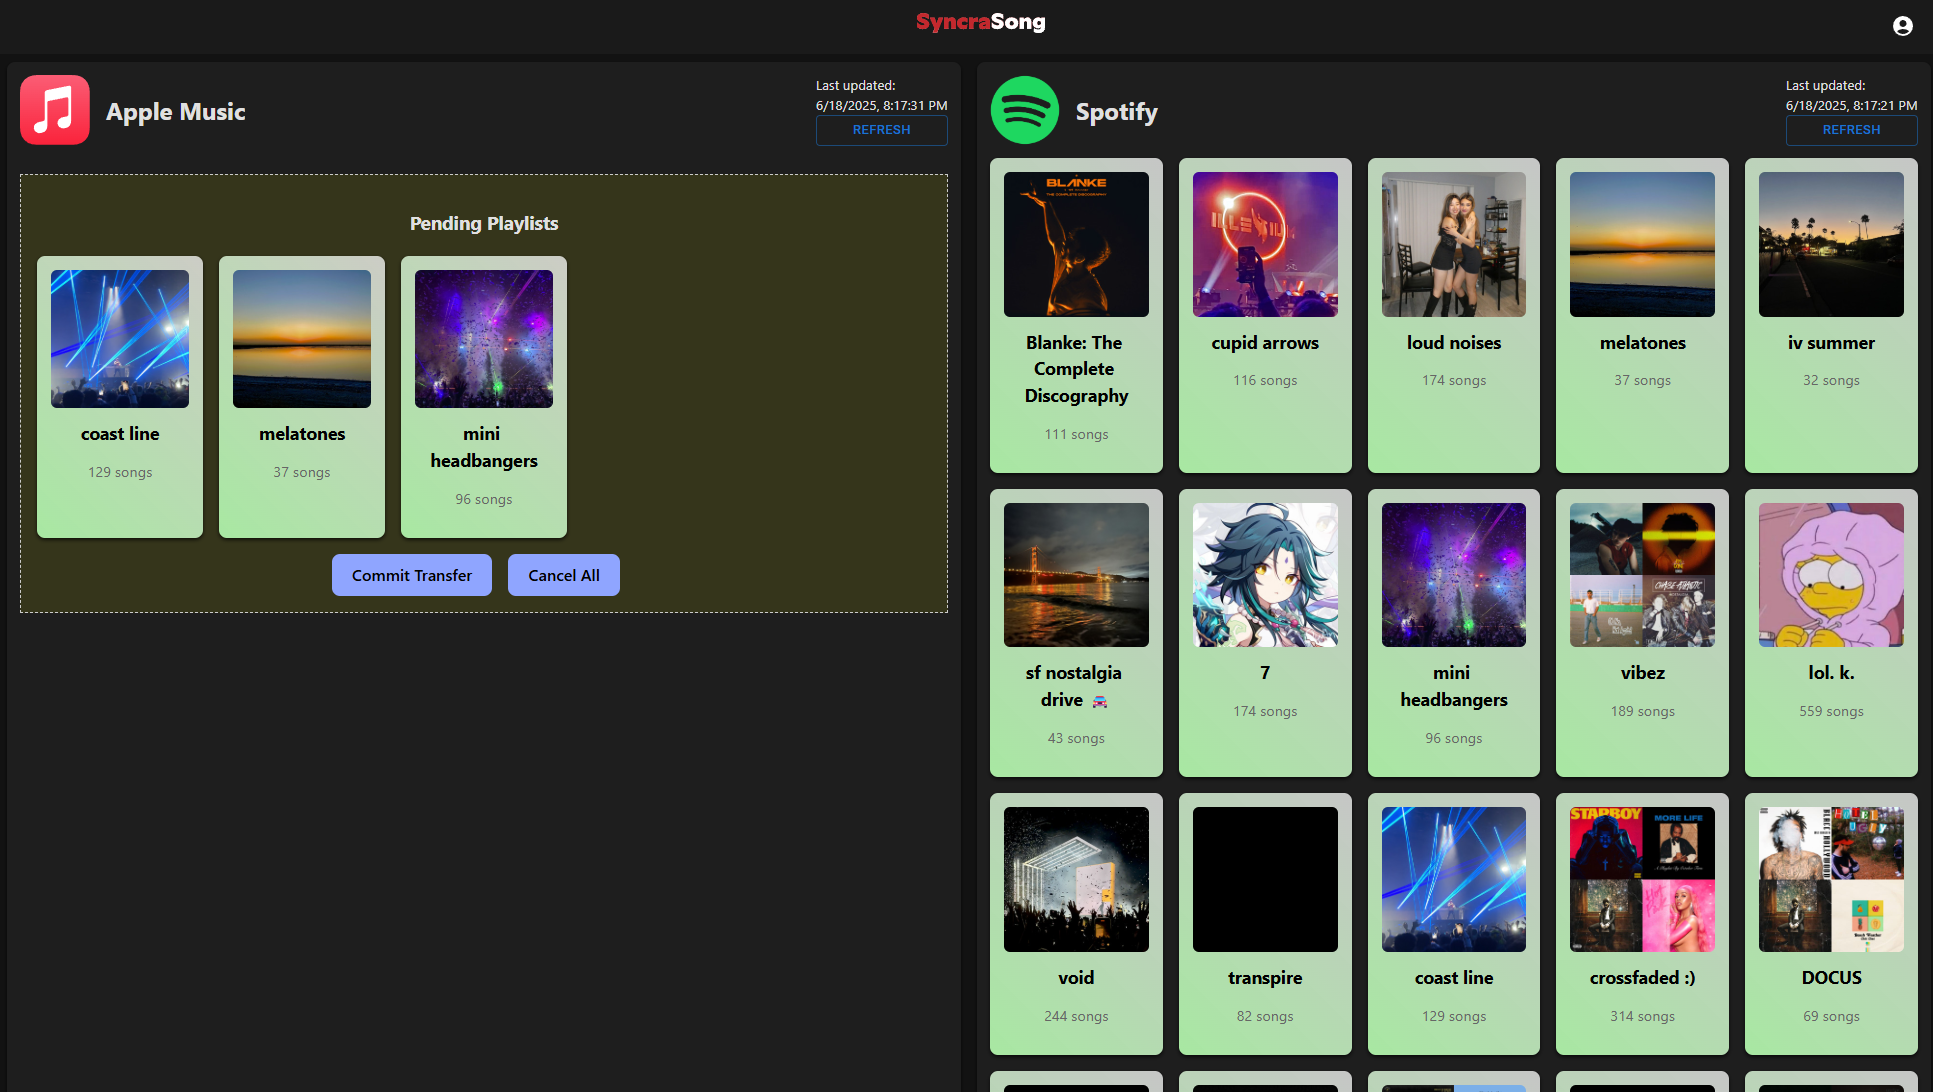 SyncraSong
Apple Music
Last updated:
6/18/2025, 8:17:31 PM
REFRESH
Pending Playlists
coast line
129 songs
melatones
37 songs
mini
headbangers
96 songs
Commit Transfer
Cancel All
Spotify
Last updated:
6/18/2025, 8:17:21 PM
REFRESH
BLANKE
THE COMPLETE DISCOGRAPHY
Blanke: The
Complete
Discography
111 songs
cupid arrows
116 songs
loud noises
174 songs
melatones
37 songs
iv summer
32 songs
sf nostalgia
drive 🚘
43 songs
7
174 songs
mini
headbangers
96 songs
CHASE ATLANTIC
vibez
189 songs
lol. k.
559 songs
void
244 songs
transpire
82 songs
coast line
129 songs
STARBOY
MORE LIFE
crossfaded :)
314 songs
DOCUS
69 songs